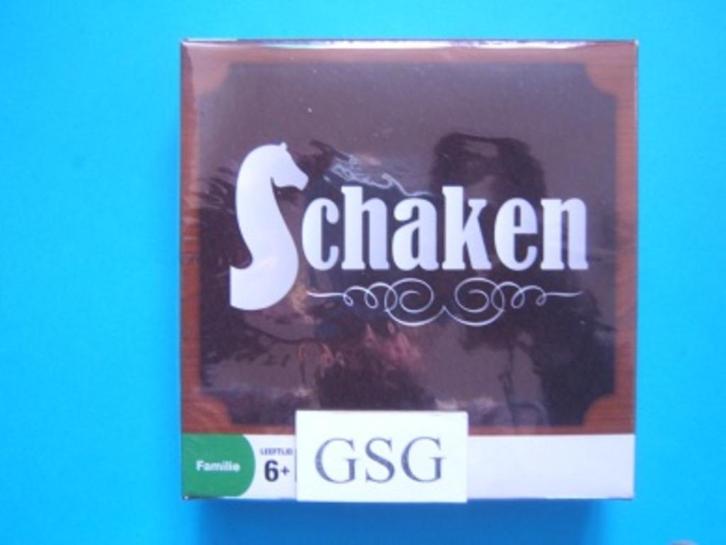 Schaken
Familie
LEEFTIJD
6+
GSG